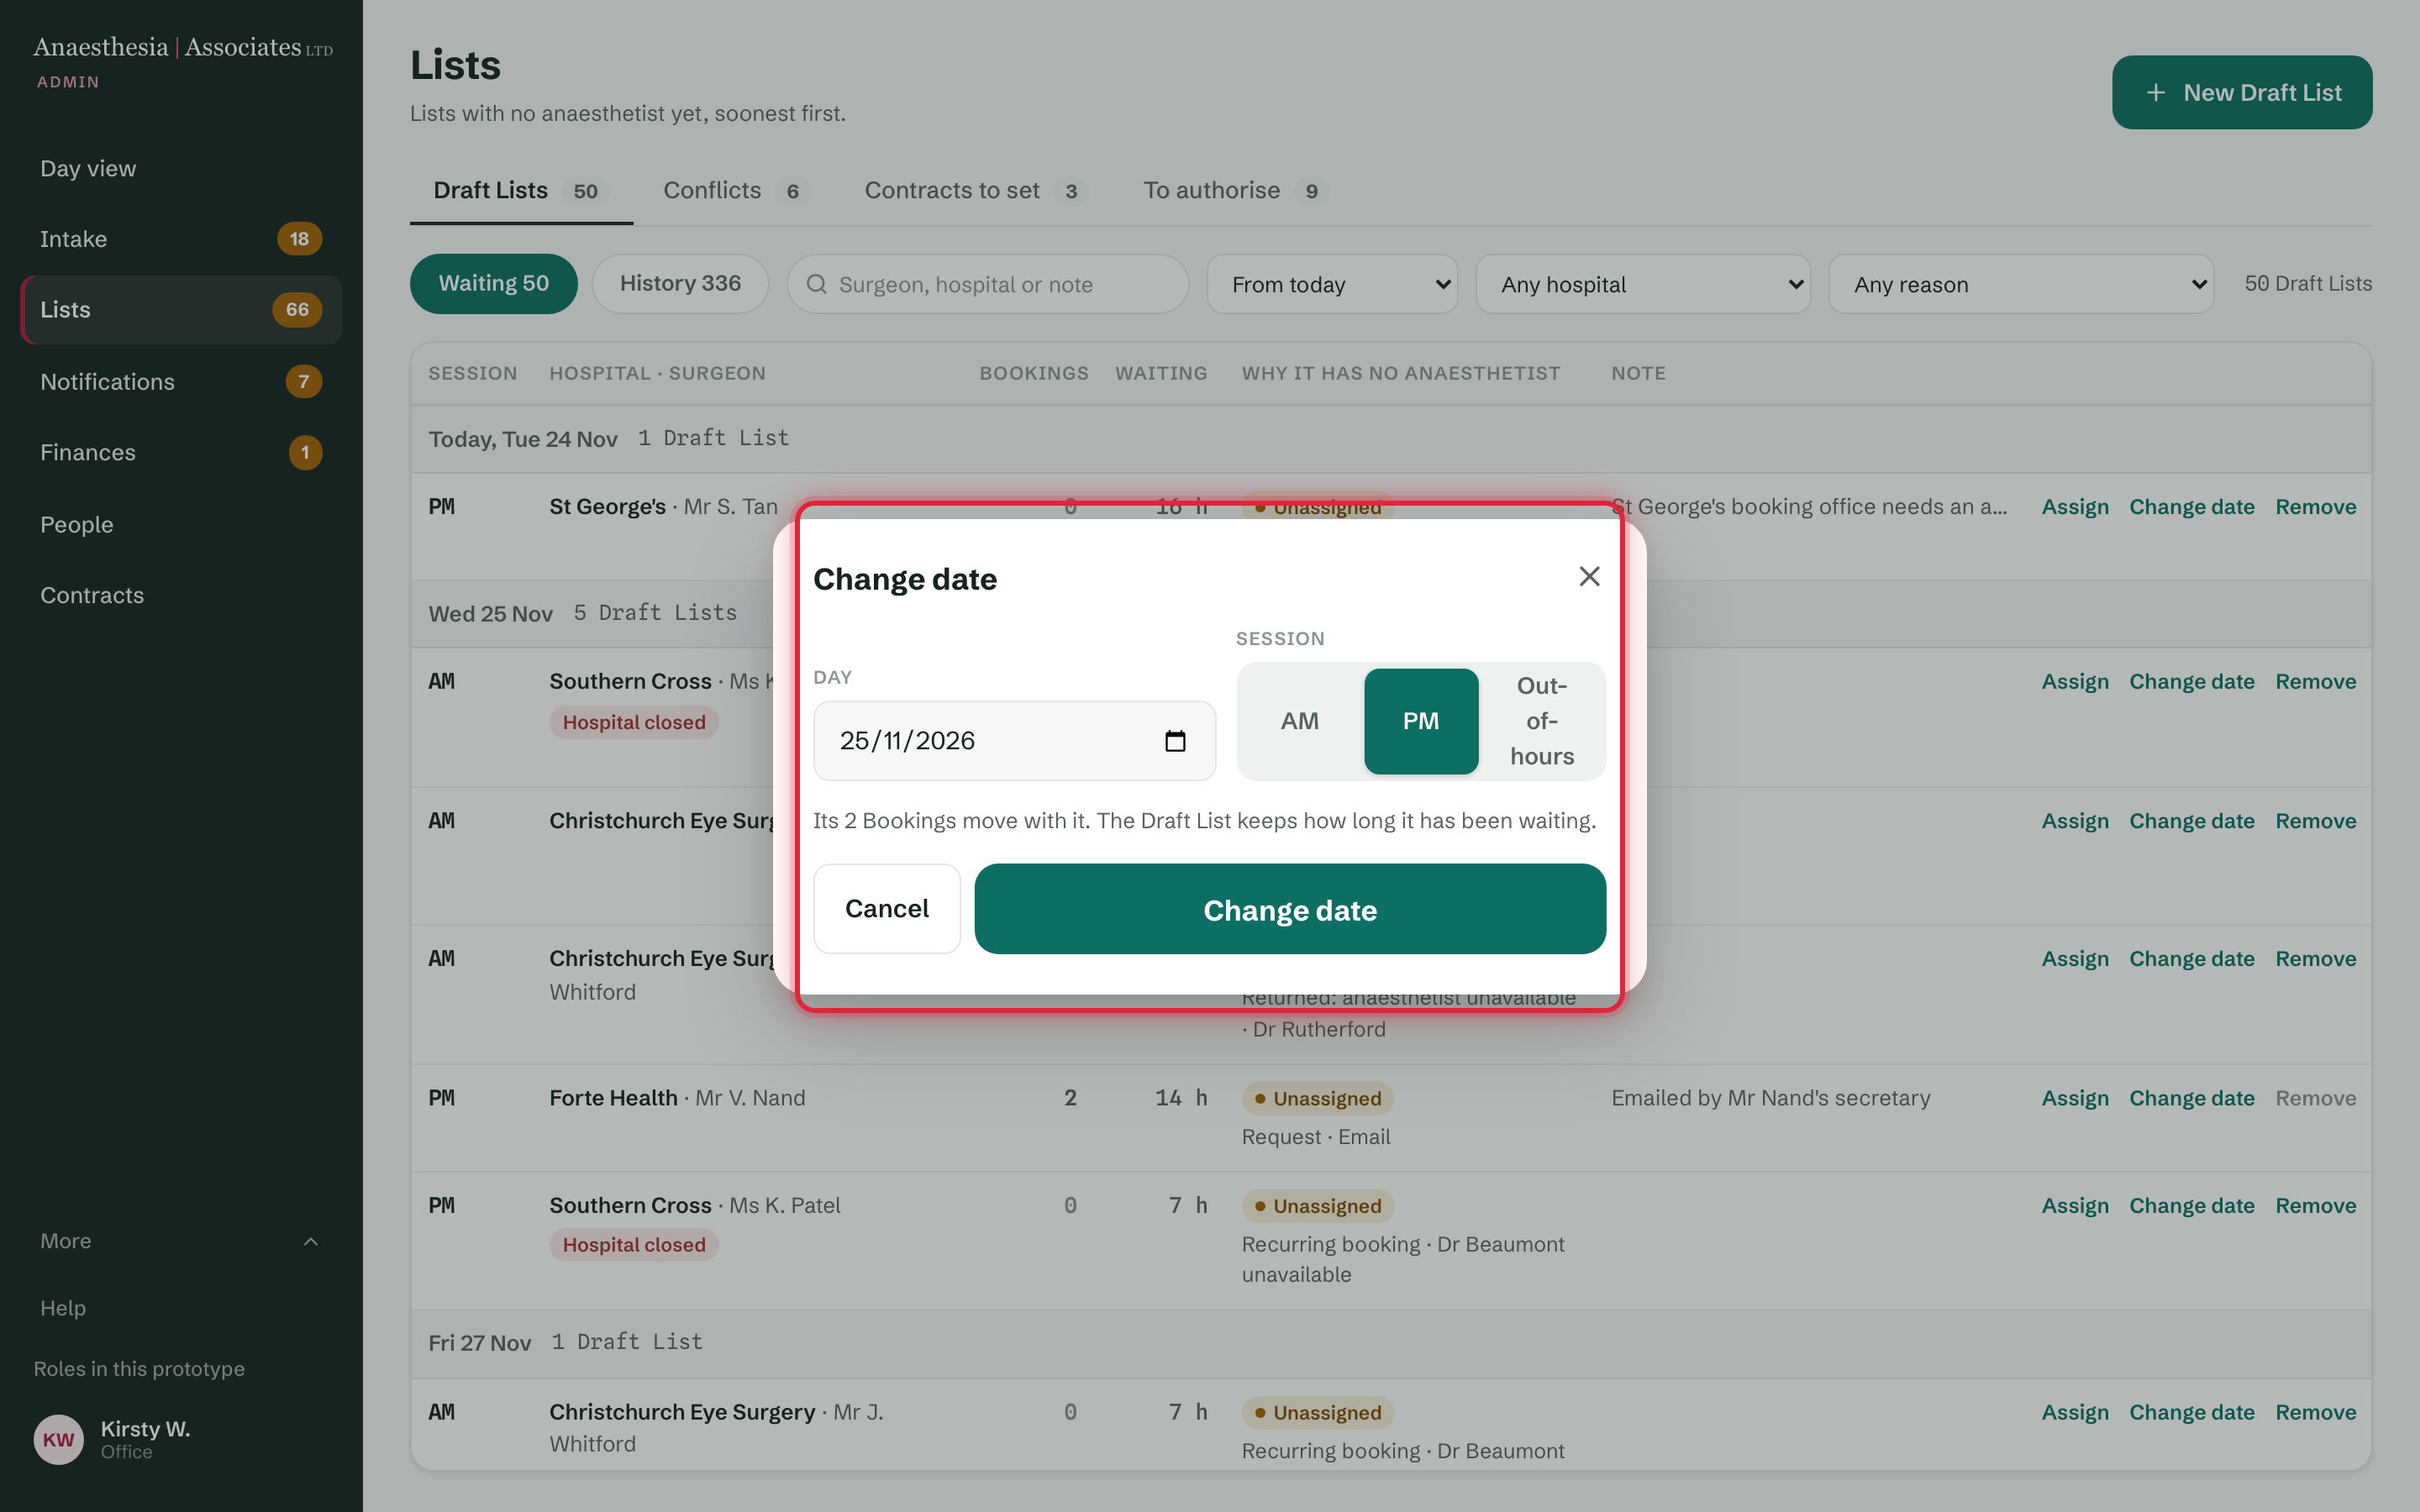 Anaesthesia | Associates LTD
ADMIN
Day view
Intake 18
Lists 66
Notifications 7
Finances 1
People
Contracts
More
Help
Roles in this prototype
KW
Kirsty W.
Office
Lists
Lists with no anaesthetist yet, soonest first.
+ New Draft List
Draft Lists 50 Conflicts 6 Contracts to set 3 To authorise 9
Waiting 50 History 336 Surgeon, hospital or note From today Any hospital Any reason 50 Draft Lists
SESSION HOSPITAL · SURGEON BOOKINGS WAITING WHY IT HAS NO ANAESTHETIST NOTE
Today, Tue 24 Nov 1 Draft List
PM St George's · Mr S. Tan 0 16 h Unassigned St George's booking office needs an a... Assign Change date Remove
Wed 25 Nov 5 Draft Lists
AM Southern Cross · Ms Assign Change date Remove
Hospital closed
AM Christchurch Eye Assign Change date Remove
AM Christchurch Eye Assign Change date Remove
Whitford
Returned: anaesthetist unavailable
· Dr Rutherford
Change date
DAY
25/11/2026
SESSION
AM PM Out-
of-
hours
Its 2 Bookings move with it. The Draft List keeps how long it has been waiting.
Cancel Change date
PM Forte Health · Mr V. Nand 2 14 h Unassigned Emailed by Mr Nand's secretary Assign Change date Remove
Request · Email
PM Southern Cross · Ms K. Patel 0 7 h Unassigned Assign Change date Remove
Hospital closed
Recurring booking · Dr Beaumont
unavailable
Fri 27 Nov 1 Draft List
AM Christchurch Eye Surgery · Mr J. 0 7 h Unassigned Assign Change date Remove
Whitford
Recurring booking · Dr Beaumont